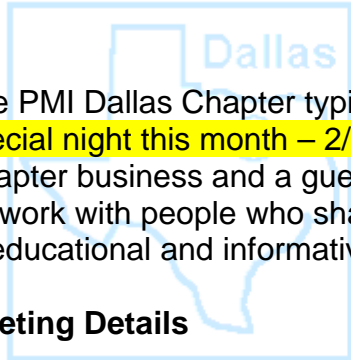 Dallas
e PMI Dallas Chapter typi
ecial night this month – 2/
apter business and a gue
work with people who sha
educational and informativ
eting Details